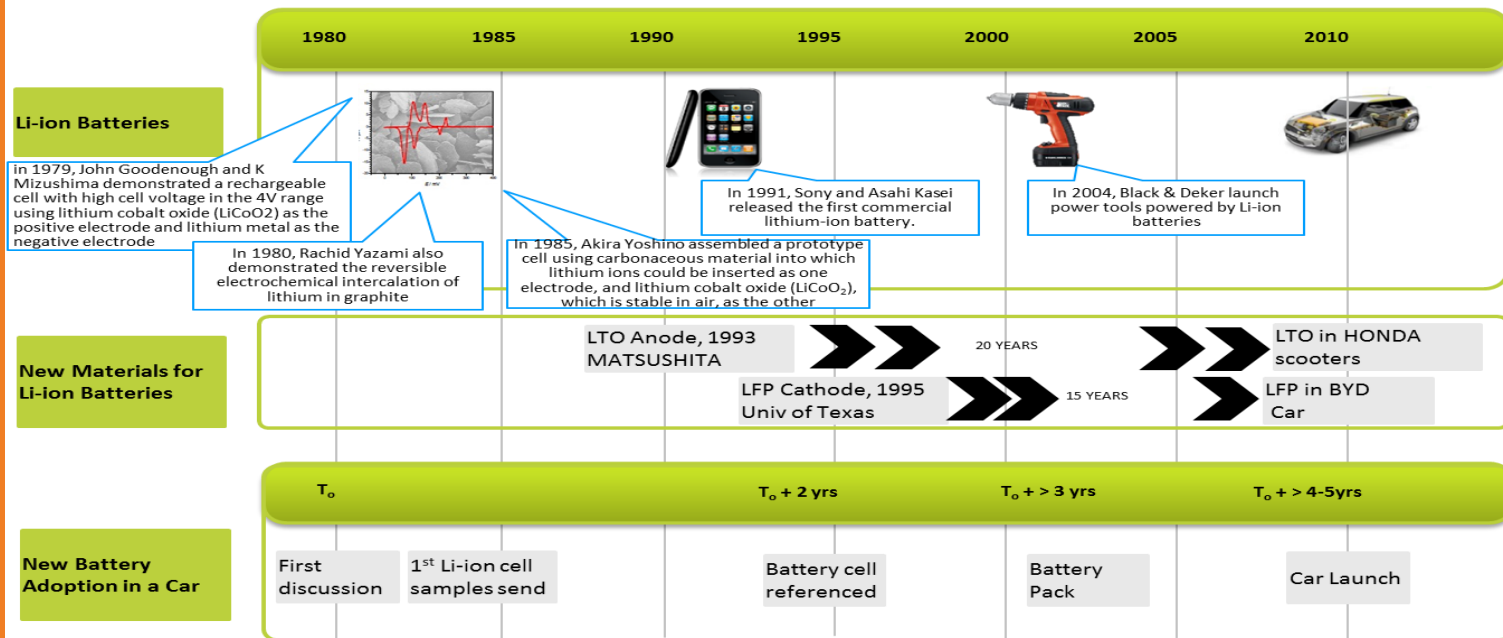 1980 1985 1990 1995 2000 2005 2010
Li-ion Batteries
in 1979, John Goodenough and K
Mizushima demonstrated a rechargeable
cell with high cell voltage in the 4V range
using lithium cobalt oxide (LiCoO2) as the
positive electrode and lithium metal as the
negative electrode
In 1980, Rachid Yazami also
demonstrated the reversible
electrochemical intercalation of
lithium in graphite
In 1985, Akira Yoshino assembled a prototype
cell using carbonaceous material into which
lithium ions could be inserted as one
electrode, and lithium cobalt oxide (LiCoO₂),
which is stable in air, as the other
In 1991, Sony and Asahi Kasei
released the first commercial
lithium-ion battery.
In 2004, Black & Deker launch
power tools powered by Li-ion
batteries
New Materials for
Li-ion Batteries
LTO Anode, 1993
MATSUSHITA
20 YEARS
LTO in HONDA
scooters
LFP Cathode, 1995
Univ of Texas
15 YEARS
LFP in BYD
Car
Tₒ Tₒ + 2 yrs Tₒ + > 3 yrs Tₒ + > 4-5yrs
New Battery
Adoption in a Car
First
discussion
1st Li-ion cell
samples send
Battery cell
referenced
Battery
Pack
Car Launch